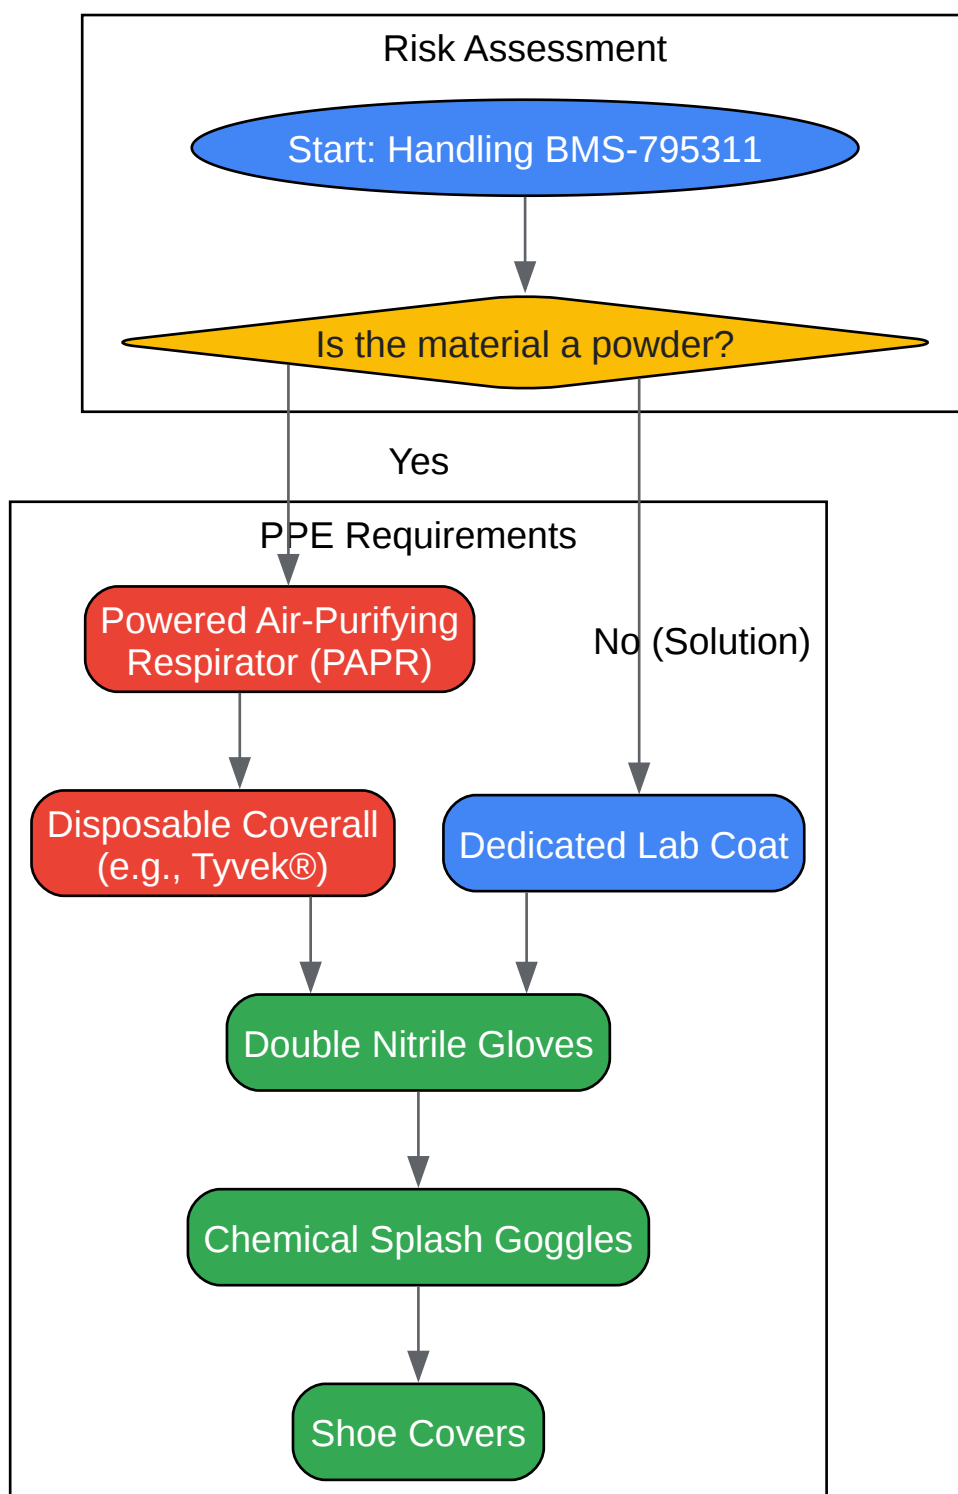 Risk Assessment
Start: Handling BMS-795311
Is the material a powder?
Yes
PPE Requirements
Powered Air-Purifying
Respirator (PAPR)
No (Solution)
Disposable Coverall
(e.g., Tyvek®)
Dedicated Lab Coat
Double Nitrile Gloves
Chemical Splash Goggles
Shoe Covers